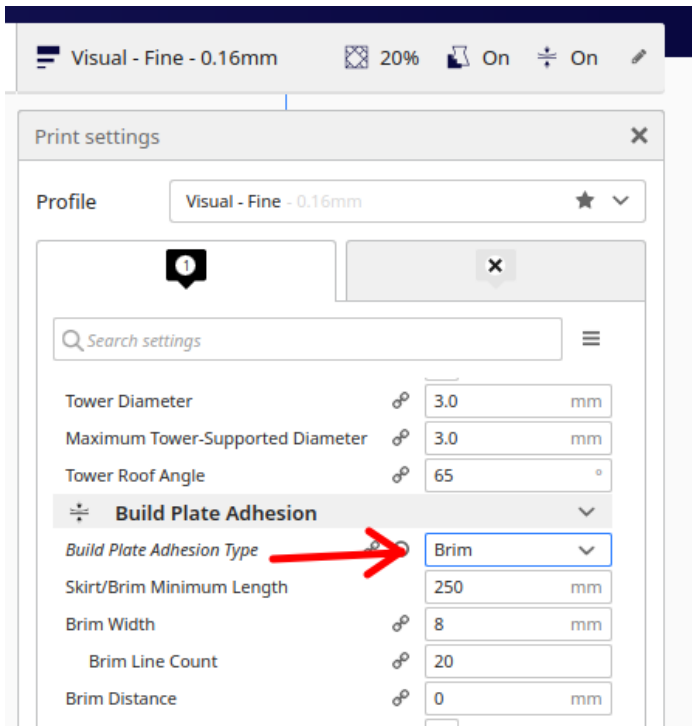 Visual - Fine - 0.16mm 20% On On
Print settings
Profile Visual - Fine - 0.16mm
1
Search settings
Tower Diameter 3.0 mm
Maximum Tower-Supported Diameter 3.0 mm
Tower Roof Angle 65 °
Build Plate Adhesion
Build Plate Adhesion Type Brim
Skirt/Brim Minimum Length 250 mm
Brim Width 8 mm
Brim Line Count 20
Brim Distance 0 mm